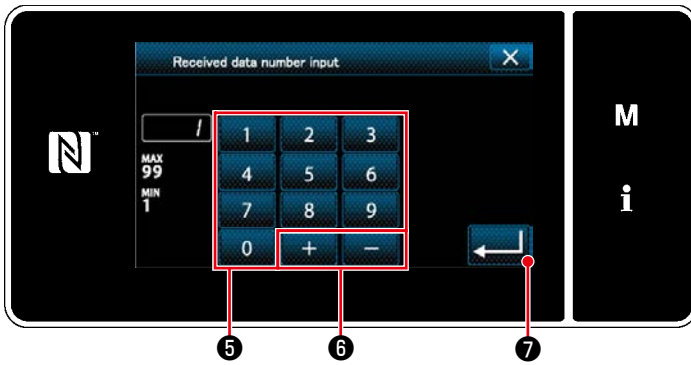 Received data number input
1
MAX
99
MIN
1
1 2 3
4 5 6
7 8 9
0 + −
M
i
N
❺ ❻ ❼